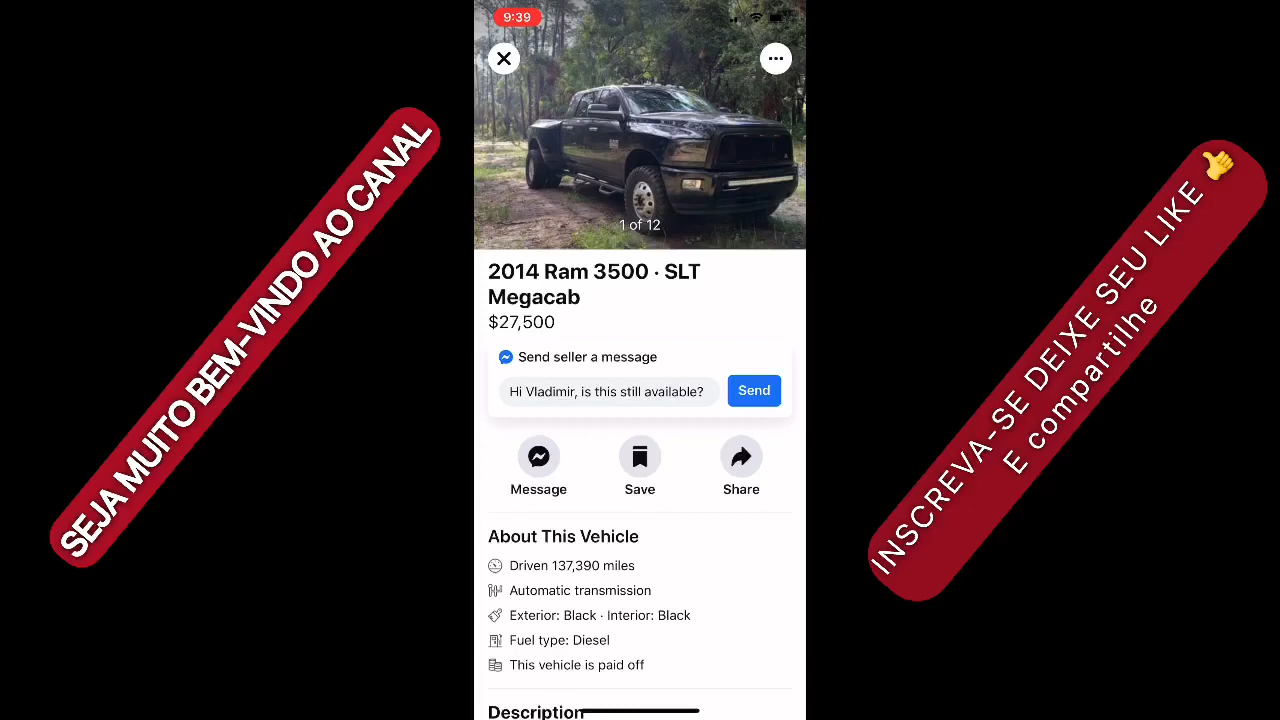 SEJA MUITO BEM-VINDO AO CANAL
9:39
1 of 12
2014 Ram 3500 · SLT
Megacab
$27,500
Send seller a message
Hi Vladimir, is this still available?
Send
Message
Save
Share
About This Vehicle
Driven 137,390 miles
Automatic transmission
Exterior: Black · Interior: Black
Fuel type: Diesel
This vehicle is paid off
Description
INSCREVA-SE DEIXE SEU LIKE 👍
E compartilhe